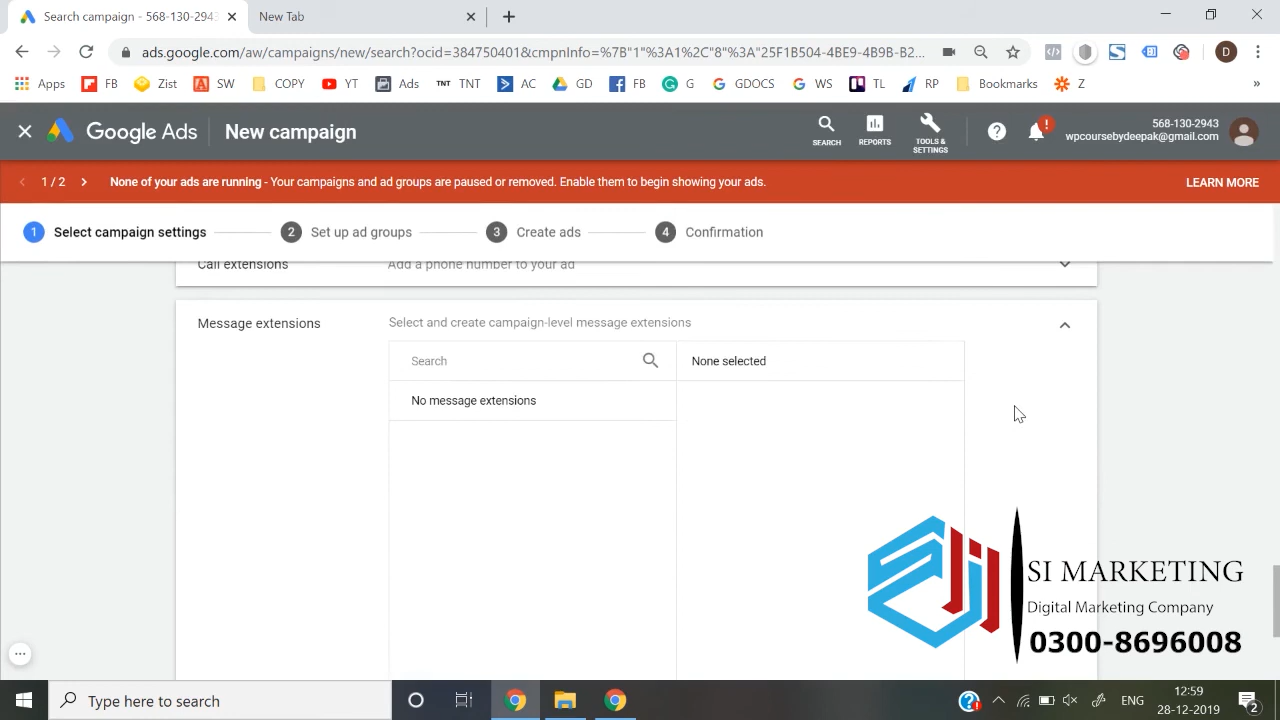 Search campaign - 568-130-2943
New Tab
ads.google.com/aw/campaigns/new/search?ocid=384750401&cmpnInfo=%7B"1"%3A1%2C"8"%3A"25F1B504-4BE9-4B9B-B2...
D
Apps FB Zist SW COPY YT Ads TNT TNT AC GD FB G GDOCS WS TL RP Bookmarks Z »
Google Ads New campaign
SEARCH
REPORTS
TOOLS &
SETTINGS
568-130-2943
wpcoursebydeepak@gmail.com
1 / 2 None of your ads are running - Your campaigns and ad groups are paused or removed. Enable them to begin showing your ads. LEARN MORE
1 Select campaign settings 2 Set up ad groups 3 Create ads 4 Confirmation
Call extensions Add a phone number to your ad
Message extensions Select and create campaign-level message extensions
Search None selected
No message extensions
SI MARKETING
Digital Marketing Company
0300-8696008
Type here to search
ENG
12:59
28-12-2019
2